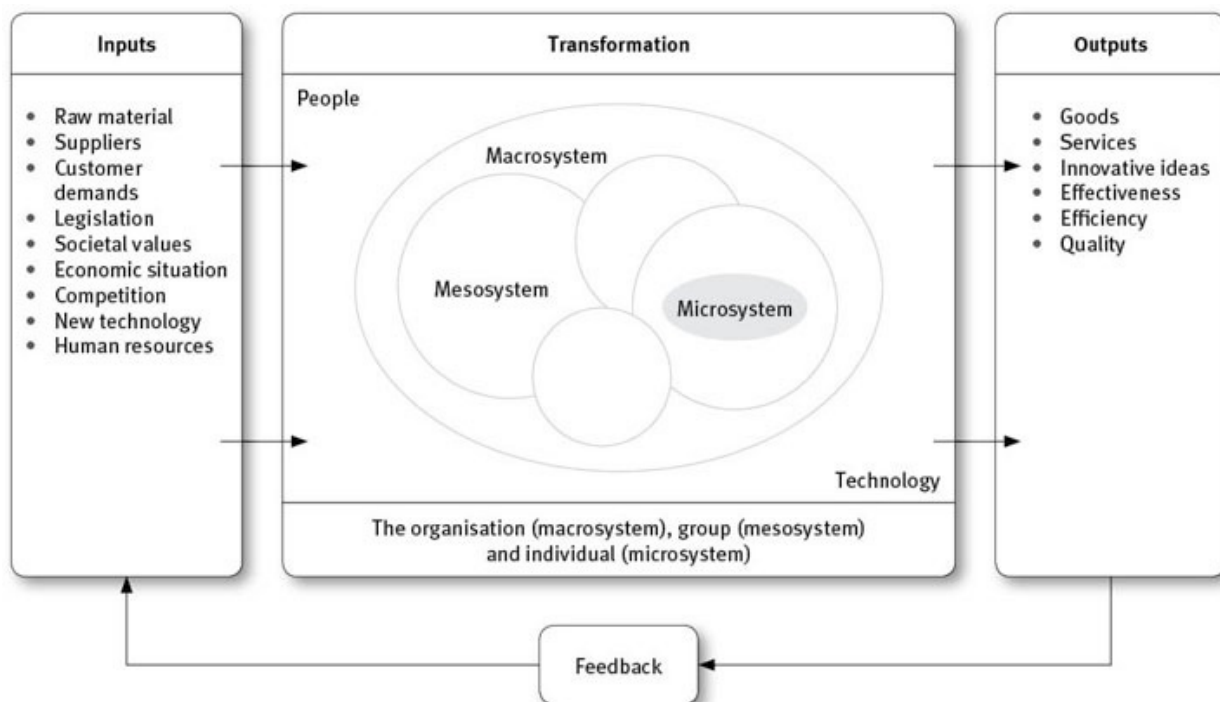 Inputs
• Raw material
• Suppliers
• Customer
demands
• Legislation
• Societal values
• Economic situation
• Competition
• New technology
• Human resources
Transformation
People
Macrosystem
Mesosystem
Microsystem
Technology
The organisation (macrosystem), group (mesosystem)
and individual (microsystem)
Outputs
• Goods
• Services
• Innovative ideas
• Effectiveness
• Efficiency
• Quality
Feedback